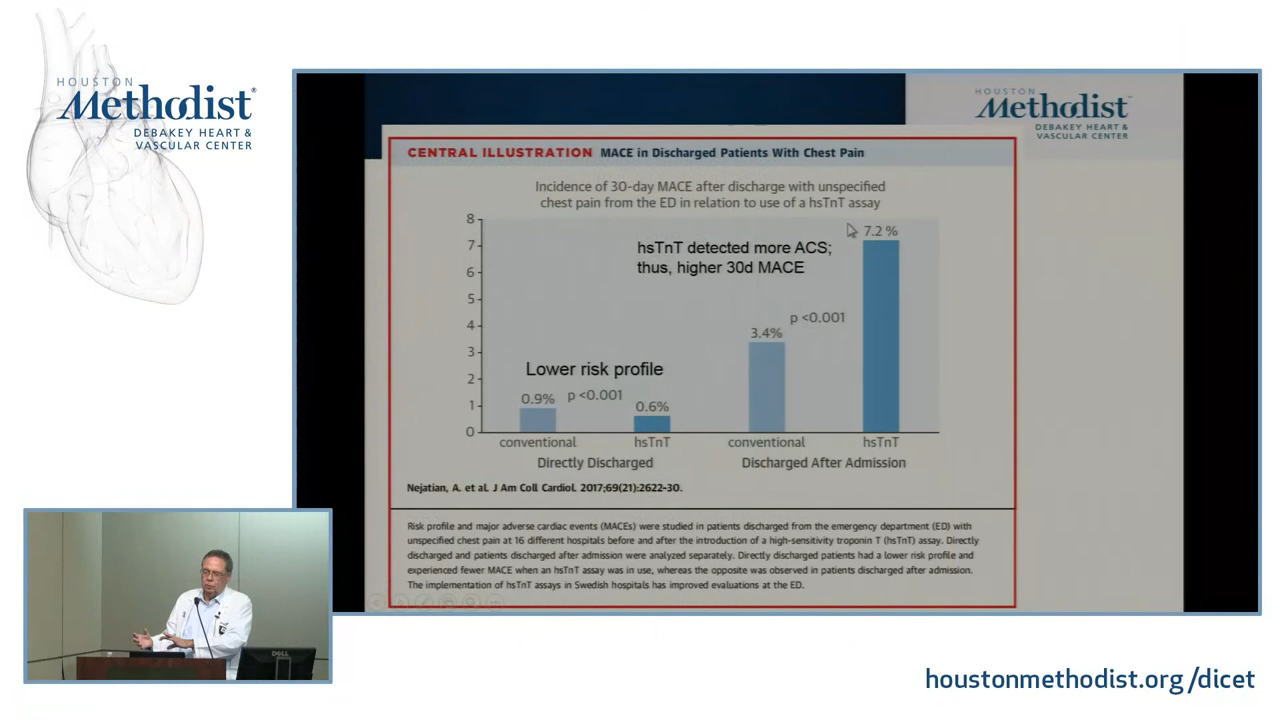 HOUSTON
Methodist®
DEBAKEY HEART &
VASCULAR CENTER
HOUSTON
Methodist
DEBAKEY HEART &
VASCULAR CENTER
CENTRAL ILLUSTRATION MACE in Discharged Patients With Chest Pain
Incidence of 30-day MACE after discharge with unspecified
chest pain from the ED in relation to use of a hsTnT assay
8
7
6
5
4
3
2
1
0
hsTnT detected more ACS;
thus, higher 30d MACE
7.2 %
p <0.001
3.4%
Lower risk profile
0.9%
p <0.001
0.6%
conventional
hsTnT
conventional
hsTnT
Directly Discharged
Discharged After Admission
Nejatian, A. et al. J Am Coll Cardiol. 2017;69(21):2622-30.
Risk profile and major adverse cardiac events (MACEs) were studied in patients discharged from the emergency department (ED) with
unspecified chest pain at 16 different hospitals before and after the introduction of a high-sensitivity troponin T (hsTnT) assay. Directly
discharged and patients discharged after admission were analyzed separately. Directly discharged patients had a lower risk profile and
experienced fewer MACE when an hsTnT assay was in use, whereas the opposite was observed in patients discharged after admission.
The implementation of hsTnT assays in Swedish hospitals has improved evaluations at the ED.
DELL
houstonmethodist.org/dicet